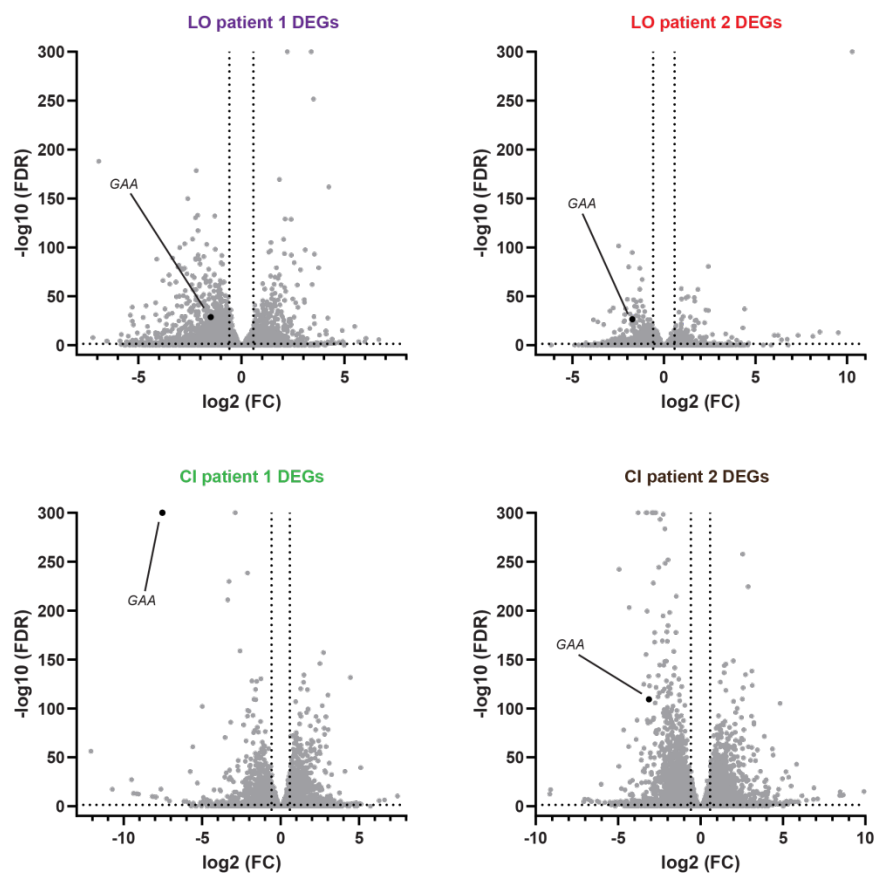 LO patient 1 DEGs
300
250
200
150
100
50
0
-log10 (FDR)
GAA
-5 0 5
log2 (FC)
LO patient 2 DEGs
300
250
200
150
100
50
0
-log10 (FDR)
GAA
-5 0 5 10
log2 (FC)
CI patient 1 DEGs
300
250
200
150
100
50
0
-log10 (FDR)
GAA
-10 -5 0 5
log2 (FC)
CI patient 2 DEGs
300
250
200
150
100
50
0
-log10 (FDR)
GAA
-10 -5 0 5 10
log2 (FC)